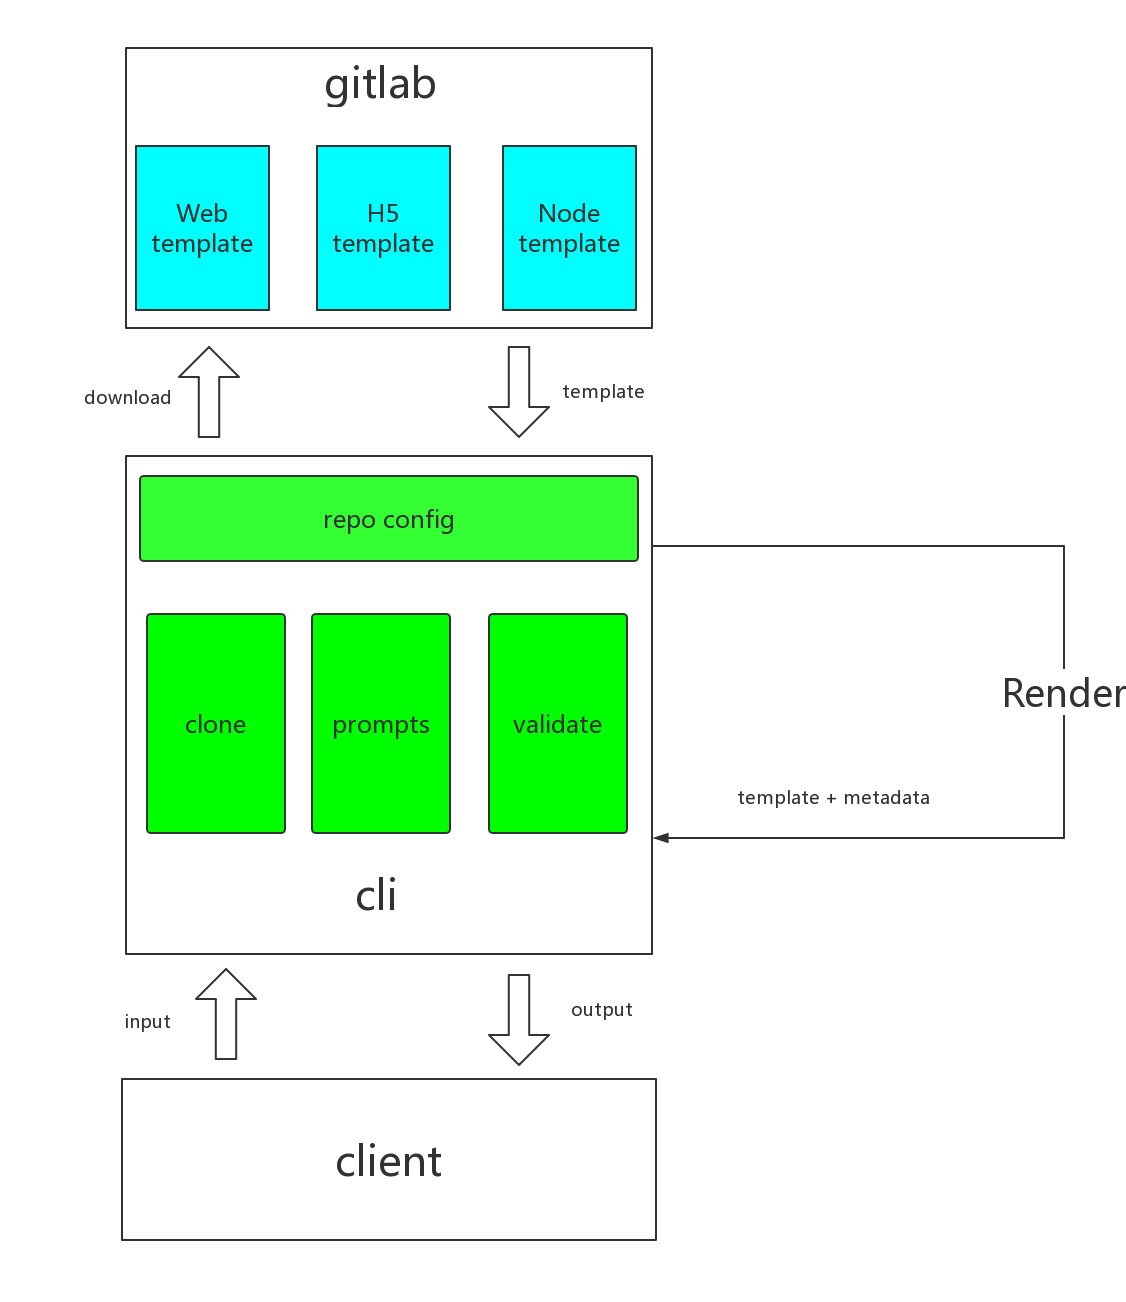 gitlab
Web
template
H5
template
Node
template
download
template
repo config
clone
prompts
validate
Render
template + metadata
cli
input
output
client